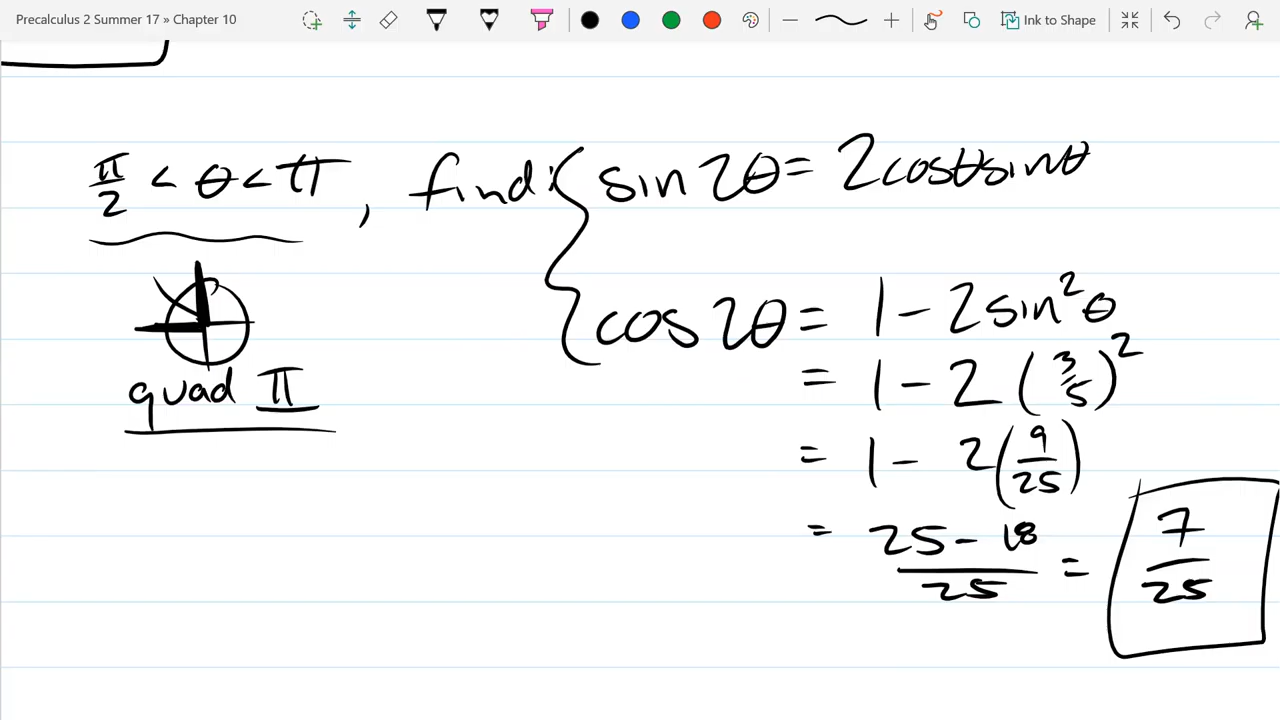 Precalculus 2 Summer 17 » Chapter 10
Ink to Shape
π/2 < θ < π, find: { sin 2θ = 2cosθsinθ
cos 2θ = 1 - 2sin²θ
= 1 - 2 (3/5)²
= 1 - 2(9/25)
= (25 - 18)/25 = 7/25
quad II